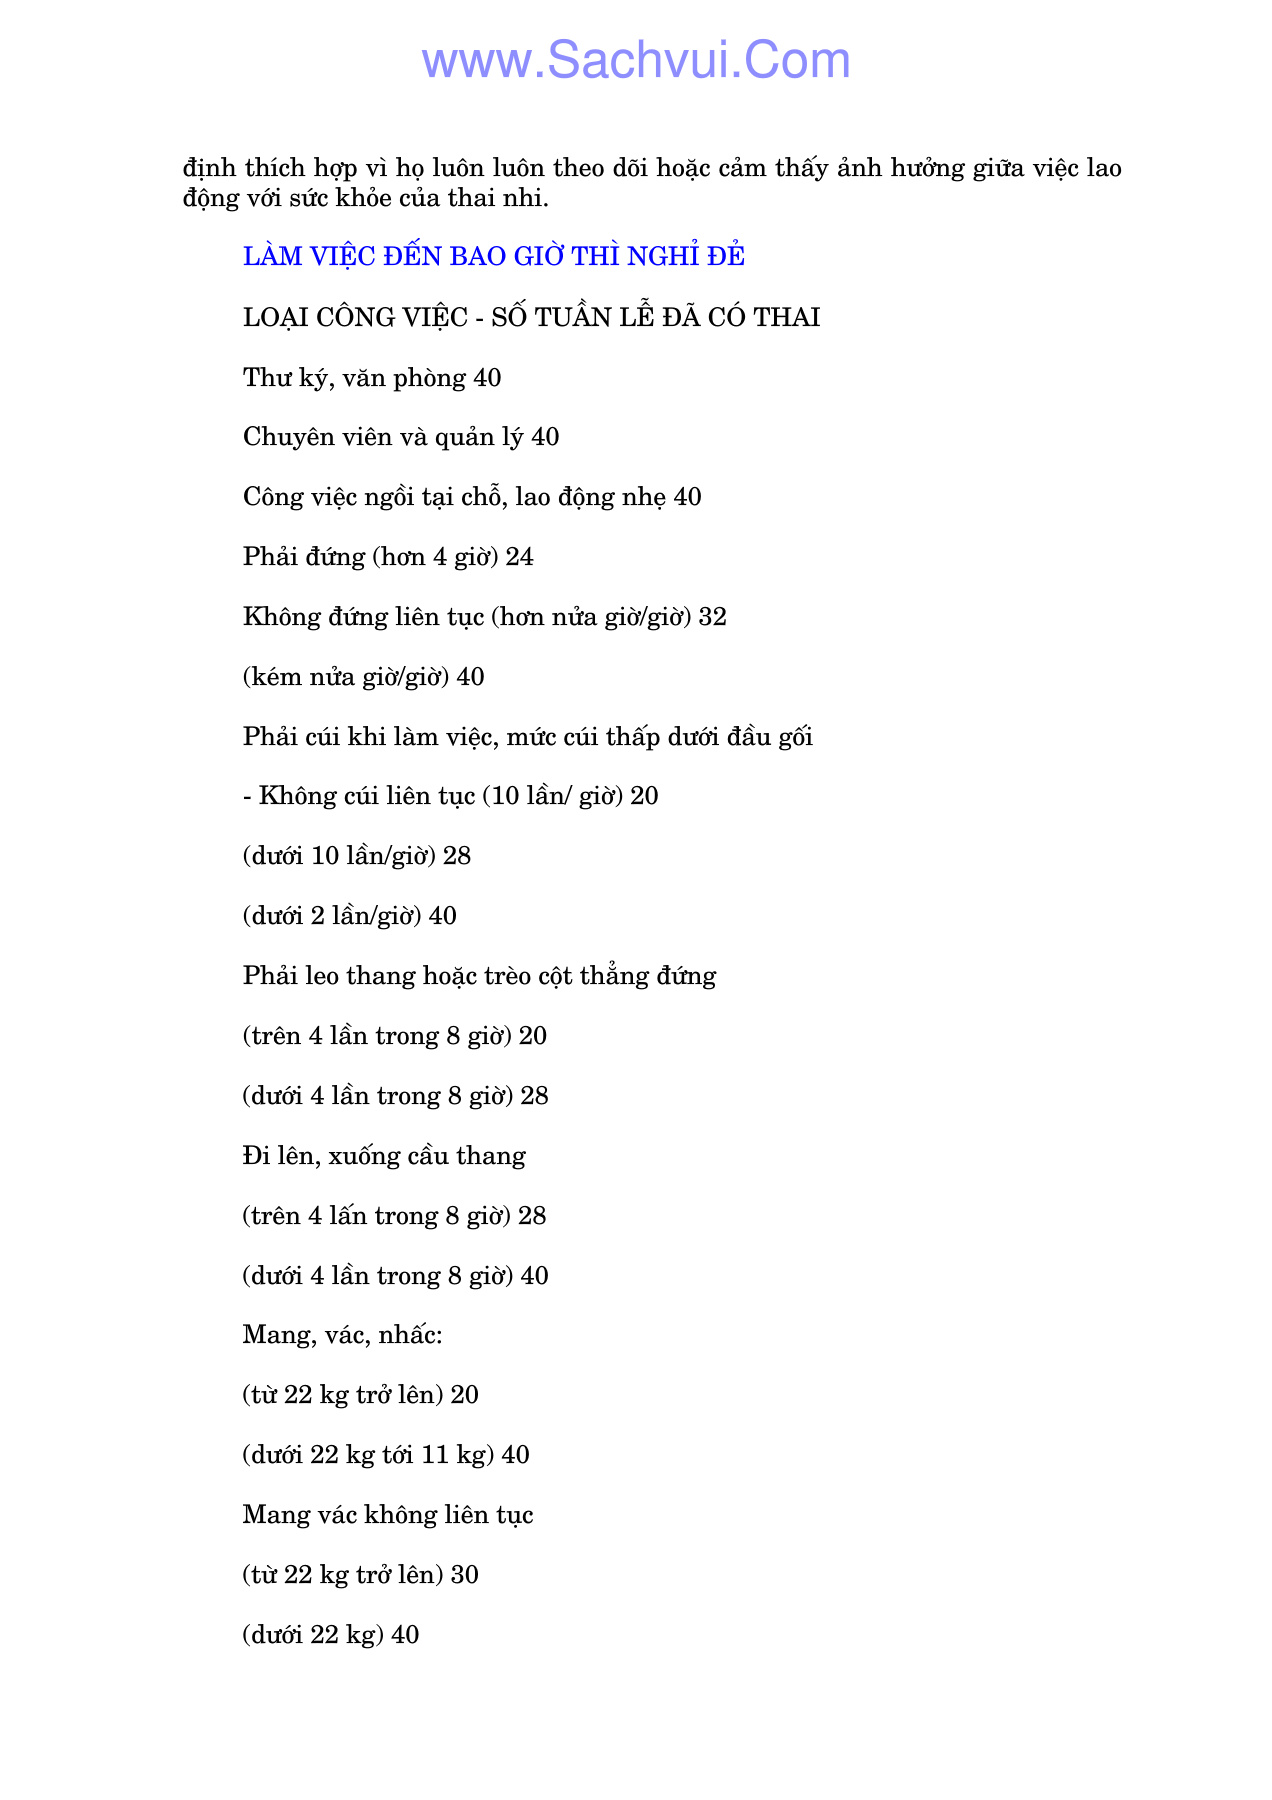 www.Sachvui.Com
định thích hợp vì họ luôn luôn theo dõi hoặc cảm thấy ảnh hưởng giữa việc lao
động với sức khỏe của thai nhi.
LÀM VIỆC ĐẾN BAO GIỜ THÌ NGHỈ ĐẺ
LOẠI CÔNG VIỆC - SỐ TUẦN LỄ ĐÃ CÓ THAI
Thư ký, văn phòng 40
Chuyên viên và quản lý 40
Công việc ngồi tại chỗ, lao động nhẹ 40
Phải đứng (hơn 4 giờ) 24
Không đứng liên tục (hơn nửa giờ/giờ) 32
(kém nửa giờ/giờ) 40
Phải cúi khi làm việc, mức cúi thấp dưới đầu gối
- Không cúi liên tục (10 lần/ giờ) 20
(dưới 10 lần/giờ) 28
(dưới 2 lần/giờ) 40
Phải leo thang hoặc trèo cột thẳng đứng
(trên 4 lần trong 8 giờ) 20
(dưới 4 lần trong 8 giờ) 28
Đi lên, xuống cầu thang
(trên 4 lấn trong 8 giờ) 28
(dưới 4 lần trong 8 giờ) 40
Mang, vác, nhấc:
(từ 22 kg trở lên) 20
(dưới 22 kg tới 11 kg) 40
Mang vác không liên tục
(từ 22 kg trở lên) 30
(dưới 22 kg) 40